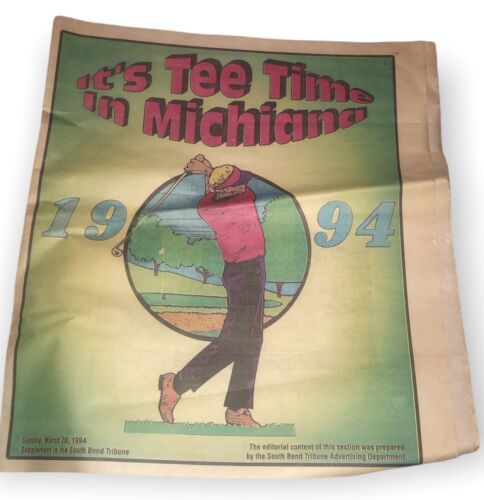 It's Tee Time
In Michiana
19 94
Sunday, March 20, 1994
Supplement to the South Bend Tribune
The editorial content of this section was prepared
by the South Bend Tribune Advertising Department